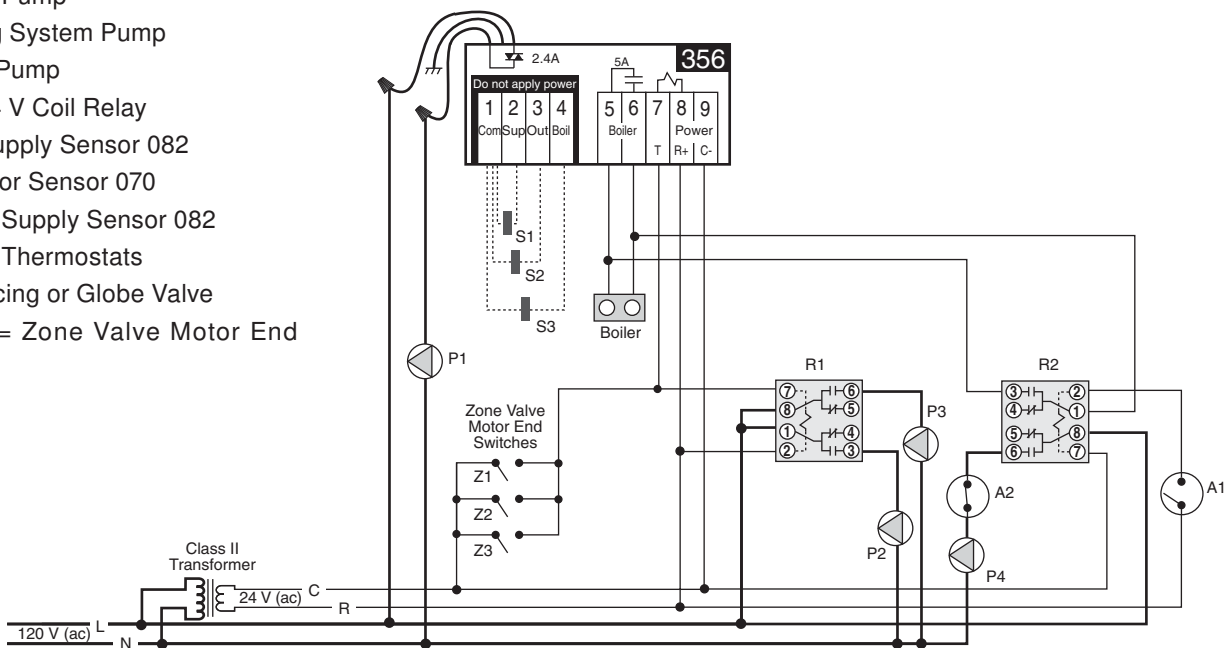 System Pump
Pump
V Coil Relay
Supply Sensor 082
Sensor 070
Supply Sensor 082
Thermostats
or Globe Valve
= Zone Valve Motor End
2.4A
5A
356
Do not apply power
1 2 3 4
Com Sup Out Boil
5 6 7 8 9
Boiler Power
T R+ C-
S1
S2
S3
Boiler
P1
R1
7 6
8 5
1 4
2 3
P3
P2
R2
3 2
4 1
5 8
6 7
A2
P4
A1
Zone Valve
Motor End
Switches
Z1
Z2
Z3
Class II
Transformer
24 V (ac) C
R
120 V (ac) L
N